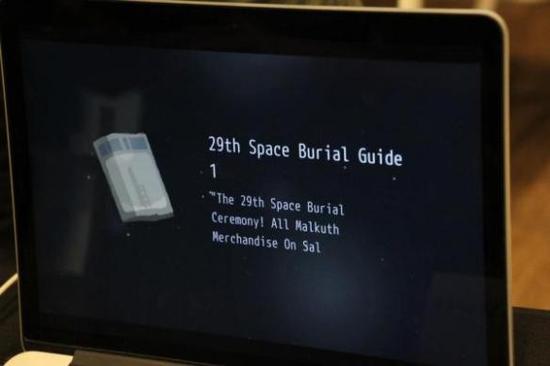 29th Space Burial Guide
1
"The 29th Space Burial
Ceremony! All Malkuth
Merchandise On Sal